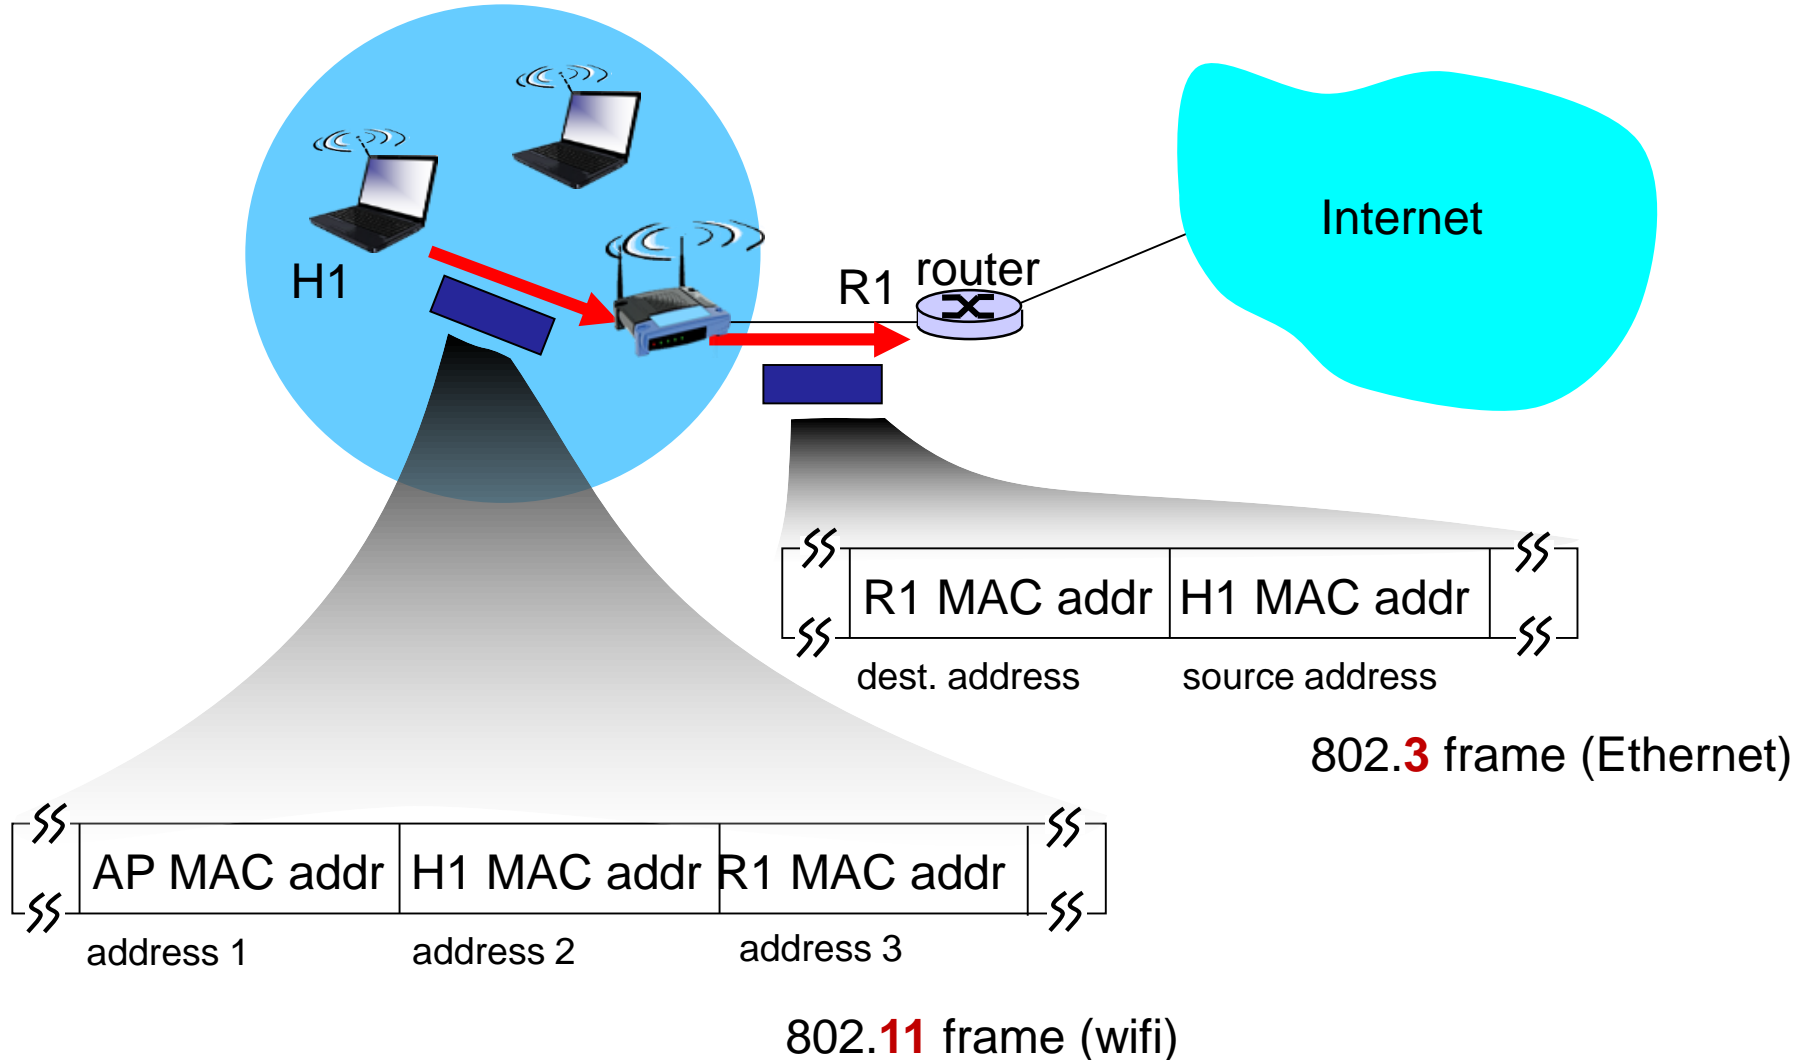 Internet
router
R1
H1
R1 MAC addr H1 MAC addr
dest. address source address
802.3 frame (Ethernet)
AP MAC addr H1 MAC addr R1 MAC addr
address 1 address 2 address 3
802.11 frame (wifi)